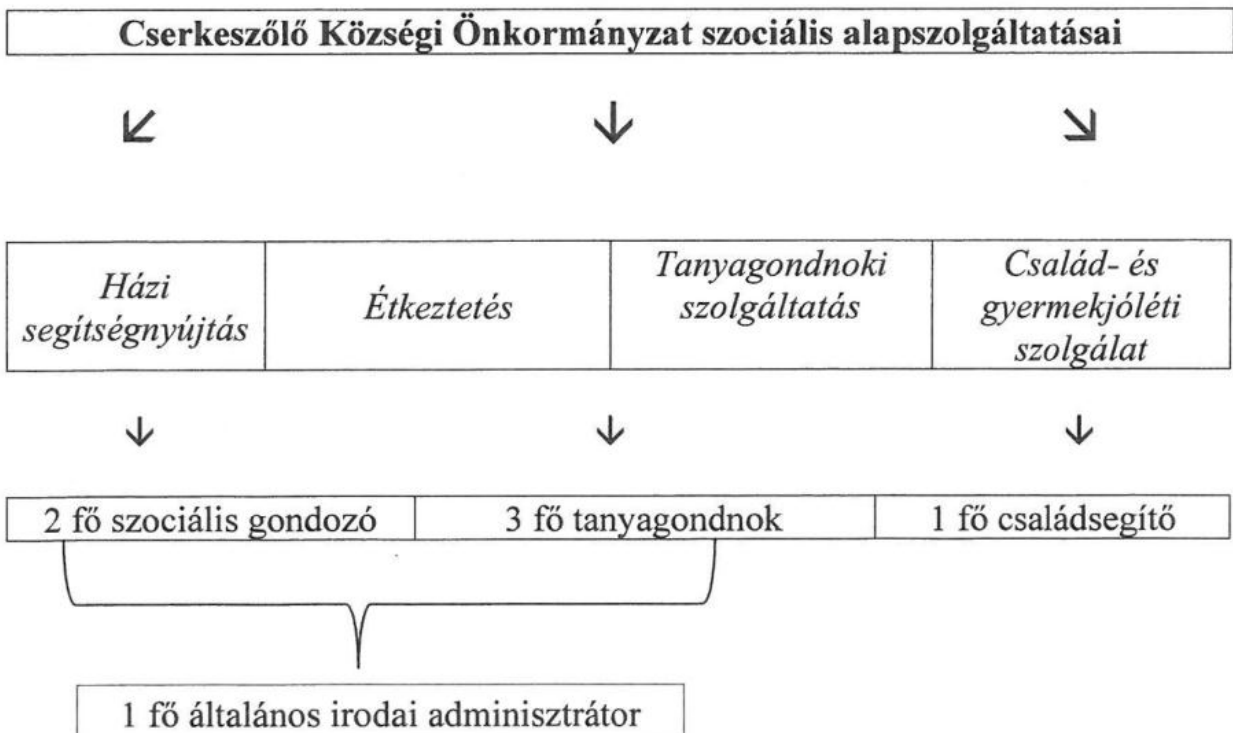 Cserkeszőlő Községi Önkormányzat szociális alapszolgáltatásai
Házi
segítségnyújtás
Étkeztetés
Tanyagondnoki
szolgáltatás
Család- és
gyermekjóléti
szolgálat
2 fő szociális gondozó
3 fő tanyagondnok
1 fő családsegítő
1 fő általános irodai adminisztrátor